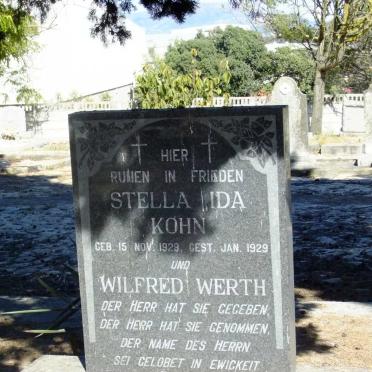 HIER
RUHEN IN FRIEDEN
STELLA IDA
KOHN
GEB. 15 NOV. 1929, GEST. JAN. 1929
UND
WILFRED WERTH
DER HERR HAT SIE GEGEBEN,
DER HERR HAT SIE GENOMMEN,
DER NAME DES HERRN
SEI GELOBET IN EWICKEIT